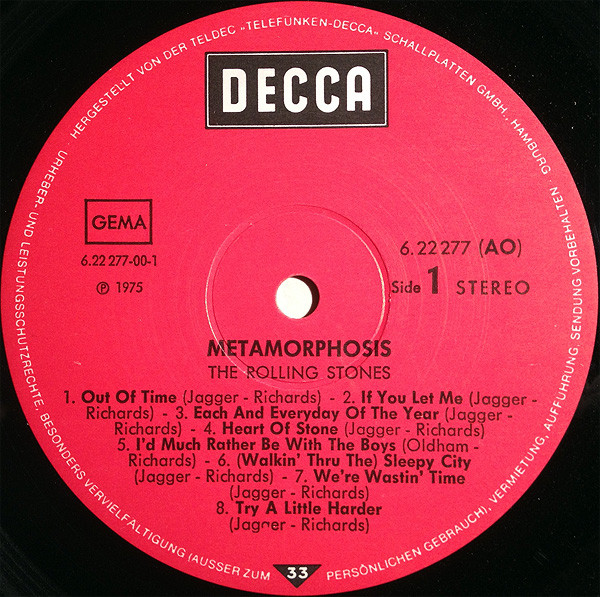 HERGESTELLT VON DER TELDEC „TELEFÜNKEN-DECCA" SCHALLPLATTEN GMBH., HAMBURG ·
DECCA
GEMA
6.22 277-00-1
Ⓟ 1975
6.22 277 (AO)
Side 1 STEREO
METAMORPHOSIS
THE ROLLING STONES
1. Out Of Time (Jagger - Richards) - 2. If You Let Me (Jagger -
Richards) - 3. Each And Everyday Of The Year (Jagger -
Richards) - 4. Heart Of Stone (Jagger - Richards)
5. I'd Much Rather Be With The Boys (Oldham -
Richards) - 6. (Walkin' Thru The) Sleepy City
(Jagger - Richards) - 7. We're Wastin' Time
(Jagger - Richards)
8. Try A Little Harder
(Jagger - Richards)
URHEBER- UND LEISTUNGSSCHUTZRECHTE, BESONDERS VERVIELFÄLTIGUNG (AUSSER ZUM PERSÖNLICHEN GEBRAUCH), VERMIETUNG, AUFFÜHRUNG, SENDUNG VORBEHALTEN ·
33